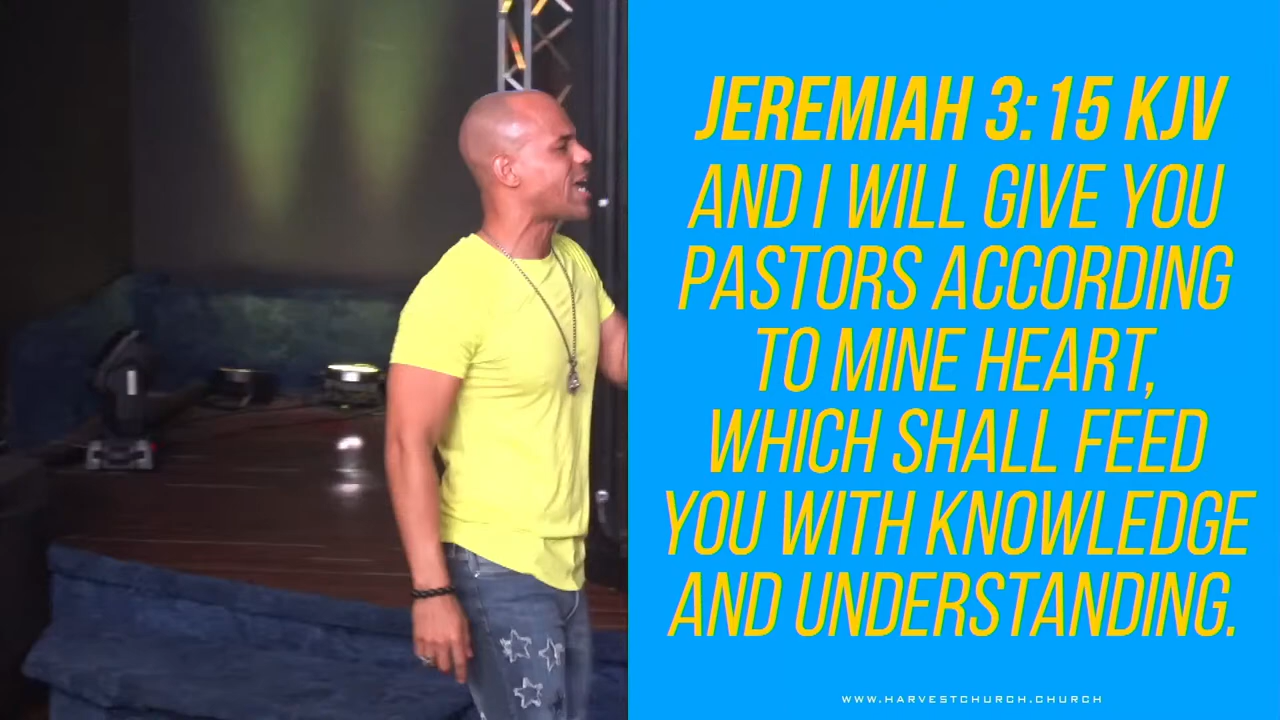 JEREMIAH 3:15 KJV
AND I WILL GIVE YOU
PASTORS ACCORDING
TO MINE HEART,
WHICH SHALL FEED
YOU WITH KNOWLEDGE
AND UNDERSTANDING.
WWW.HARVESTCHURCH.CHURCH